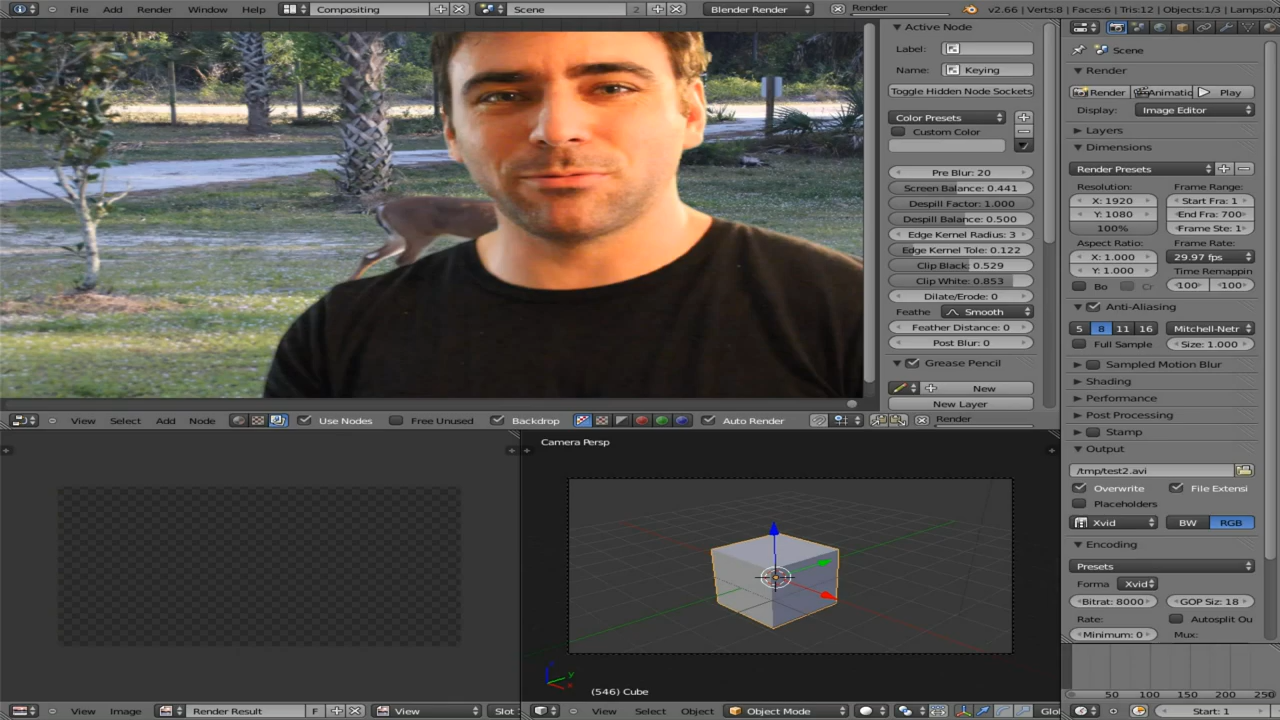 File Add Render Window Help Compositing Scene 2 Blender Render Render v2.66 | Verts:8 | Faces:6 | Tris:12 | Objects:1/3 | Lamps:0/1
Active Node
Label:
Name: Keying
Toggle Hidden Node Sockets
Color Presets
Custom Color
Pre Blur: 20
Screen Balance: 0.441
Despill Factor: 1.000
Despill Balance: 0.500
Edge Kernel Radius: 3
Edge Kernel Tole: 0.122
Clip Black: 0.529
Clip White: 0.853
Dilate/Erode: 0
Feathe Smooth
Feather Distance: 0
Post Blur: 0
Grease Pencil
New
New Layer
Scene
Render
Render Animatic Play
Display: Image Editor
Layers
Dimensions
Render Presets
Resolution: Frame Range:
X: 1920 Start Fra: 1
Y: 1080 End Fra: 700
100% Frame Ste: 1
Aspect Ratio: Frame Rate:
X: 1.000 29.97 fps
Y: 1.000 Time Remappin
Bo Cr 100 100
Anti-Aliasing
5 8 11 16 Mitchell-Netr
Full Sample Size: 1.000
Sampled Motion Blur
Shading
Performance
Post Processing
Stamp
Output
/tmp/test2.avi
Overwrite File Extensi
Placeholders
Xvid BW RGB
Encoding
Presets
Forma Xvid
Bitrat: 8000 GOP Siz: 18
Rate: Autosplit Ou
Minimum: 0 Mux:
View Select Add Node Use Nodes Free Unused Backdrop Auto Render Render
Camera Persp
(546) Cube
View Image Render Result F View Slot
View Select Object Object Mode Glol
50 100 150 200 250
Start: 1